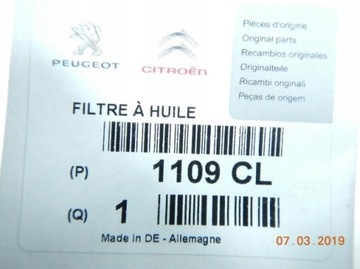 PEUGEOT
CITROËN
Pièces d'origine
Original parts
Recambios originales
Originalteile
Ricambi originali
Peças de origem
FILTRE À HUILE
(P) 1109 CL
(Q) 1
Made in DE - Allemagne
07.03.2019